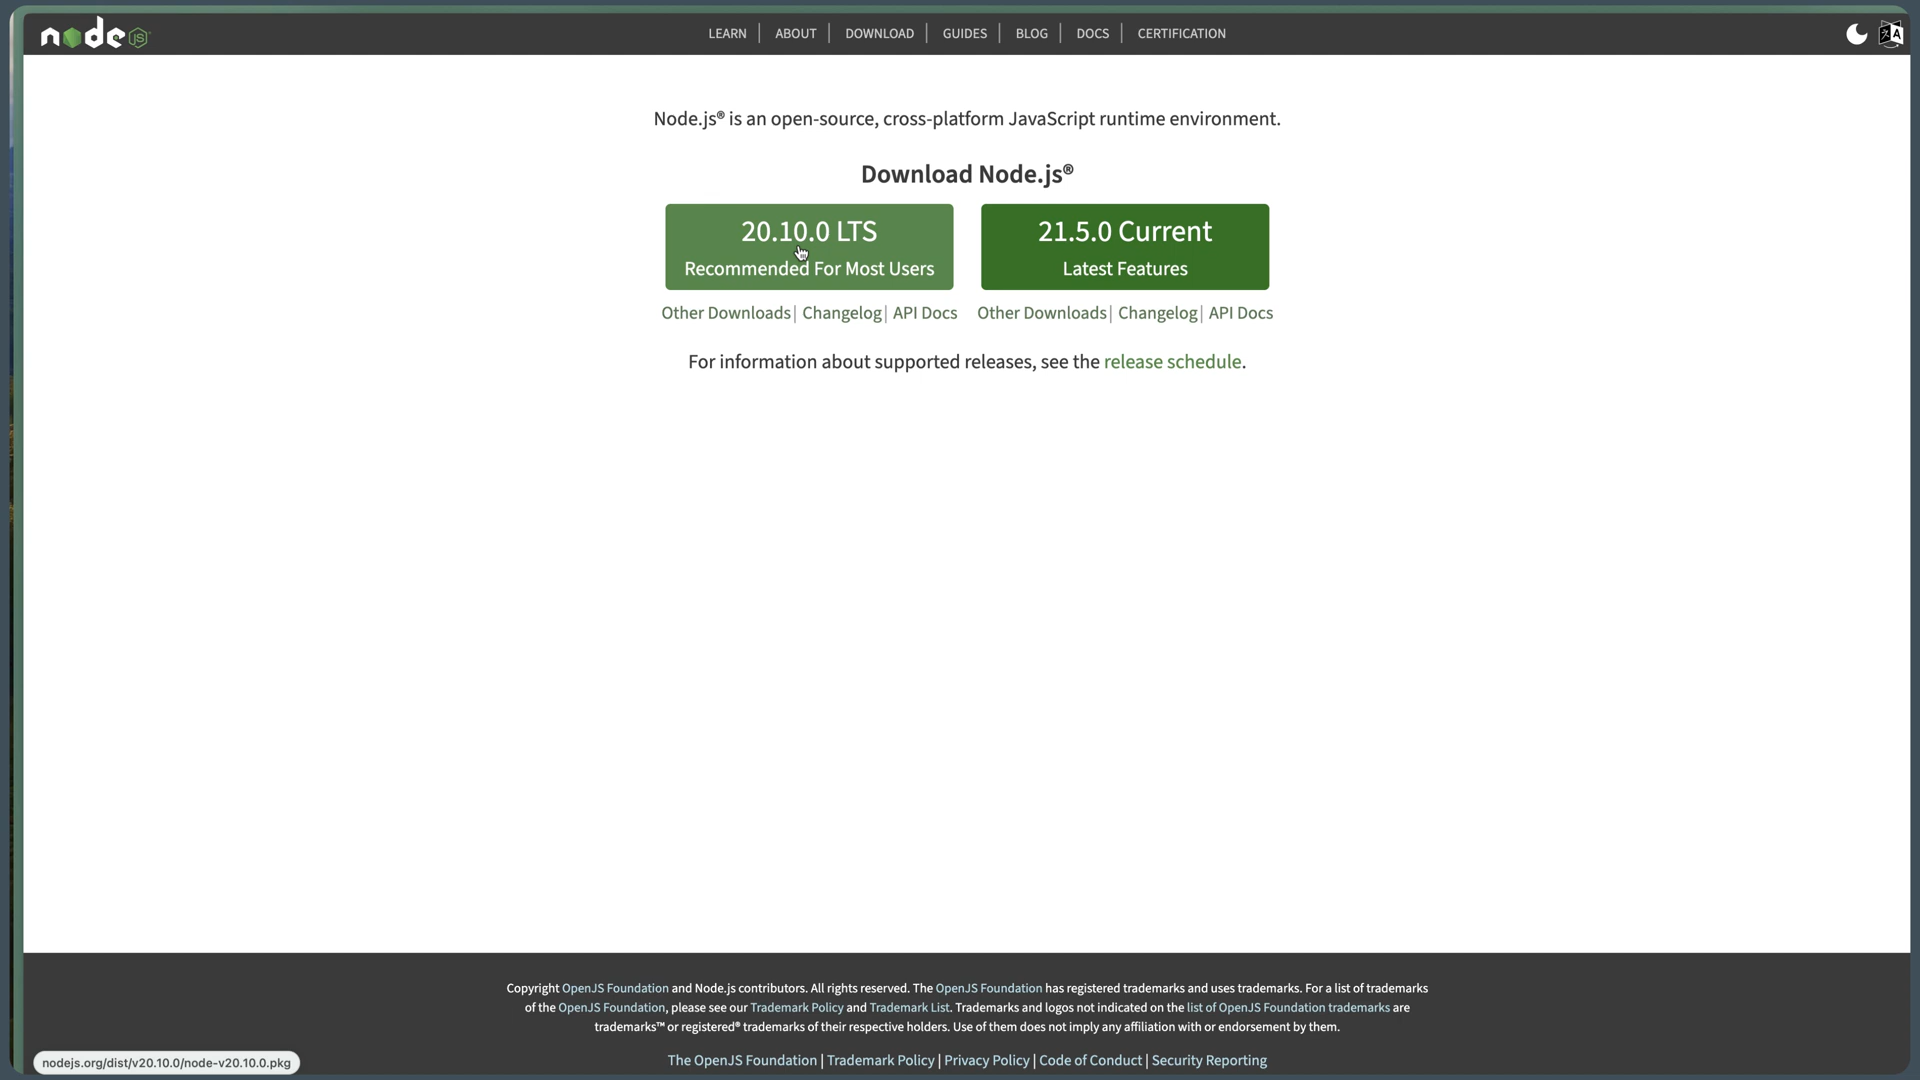 node JS
LEARN | ABOUT | DOWNLOAD | GUIDES | BLOG | DOCS | CERTIFICATION
Node.js® is an open-source, cross-platform JavaScript runtime environment.
Download Node.js®
20.10.0 LTS
Recommended For Most Users
21.5.0 Current
Latest Features
Other Downloads | Changelog | API Docs
Other Downloads | Changelog | API Docs
For information about supported releases, see the release schedule.
Copyright OpenJS Foundation and Node.js contributors. All rights reserved. The OpenJS Foundation has registered trademarks and uses trademarks. For a list of trademarks
of the OpenJS Foundation, please see our Trademark Policy and Trademark List. Trademarks and logos not indicated on the list of OpenJS Foundation trademarks are
trademarks™ or registered® trademarks of their respective holders. Use of them does not imply any affiliation with or endorsement by them.
The OpenJS Foundation | Trademark Policy | Privacy Policy | Code of Conduct | Security Reporting
nodejs.org/dist/v20.10.0/node-v20.10.0.pkg